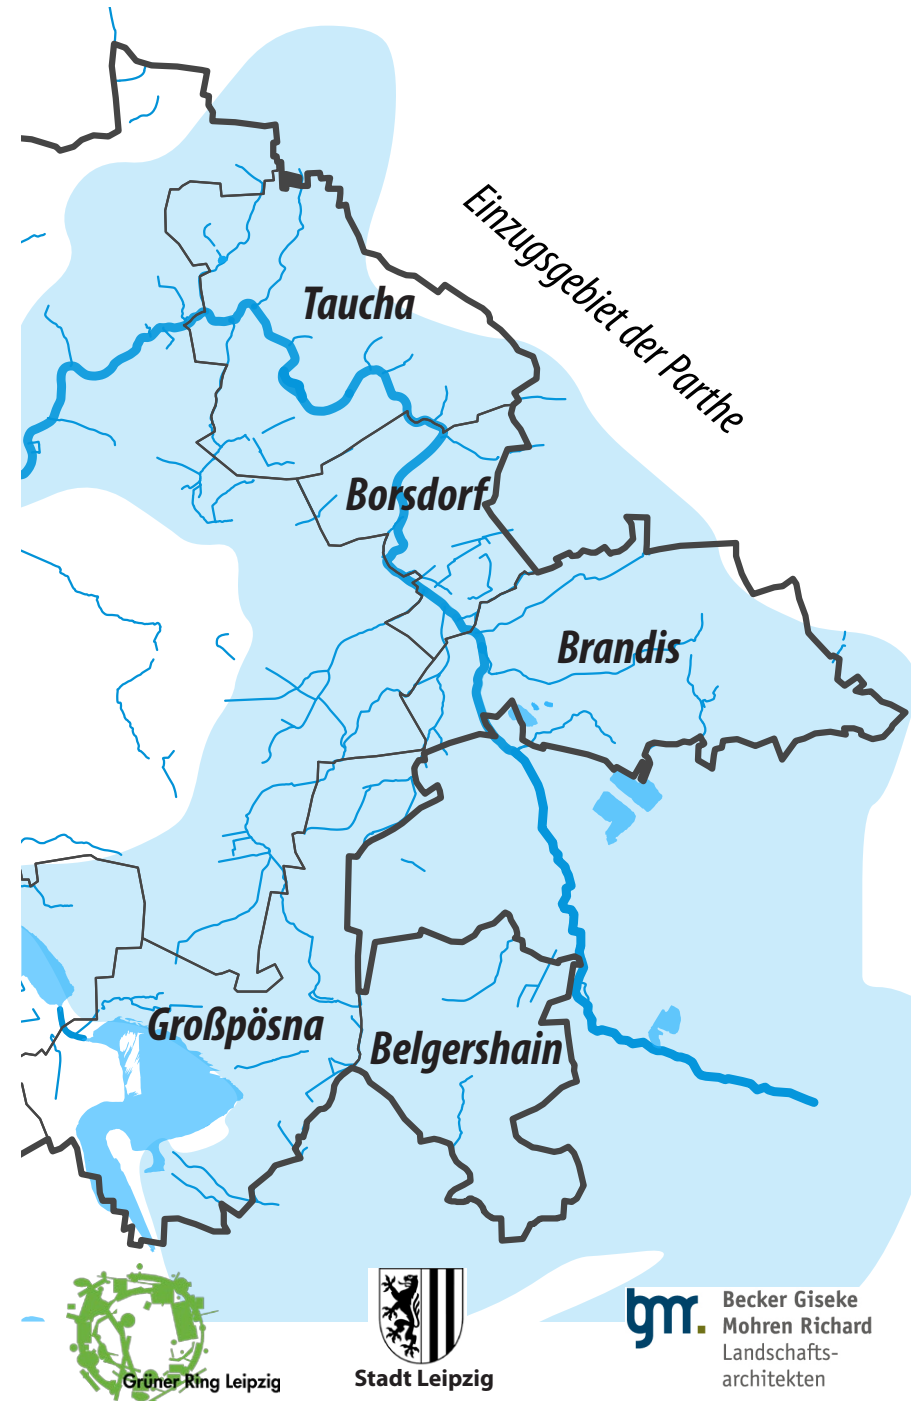 Einzugsgebiet der Parthe
Taucha
Borsdorf
Brandis
Großpösna
Belgershain
Grüner Ring Leipzig
Stadt Leipzig
bgmr.
Becker Giseke
Mohren Richard
Landschafts-
architekten